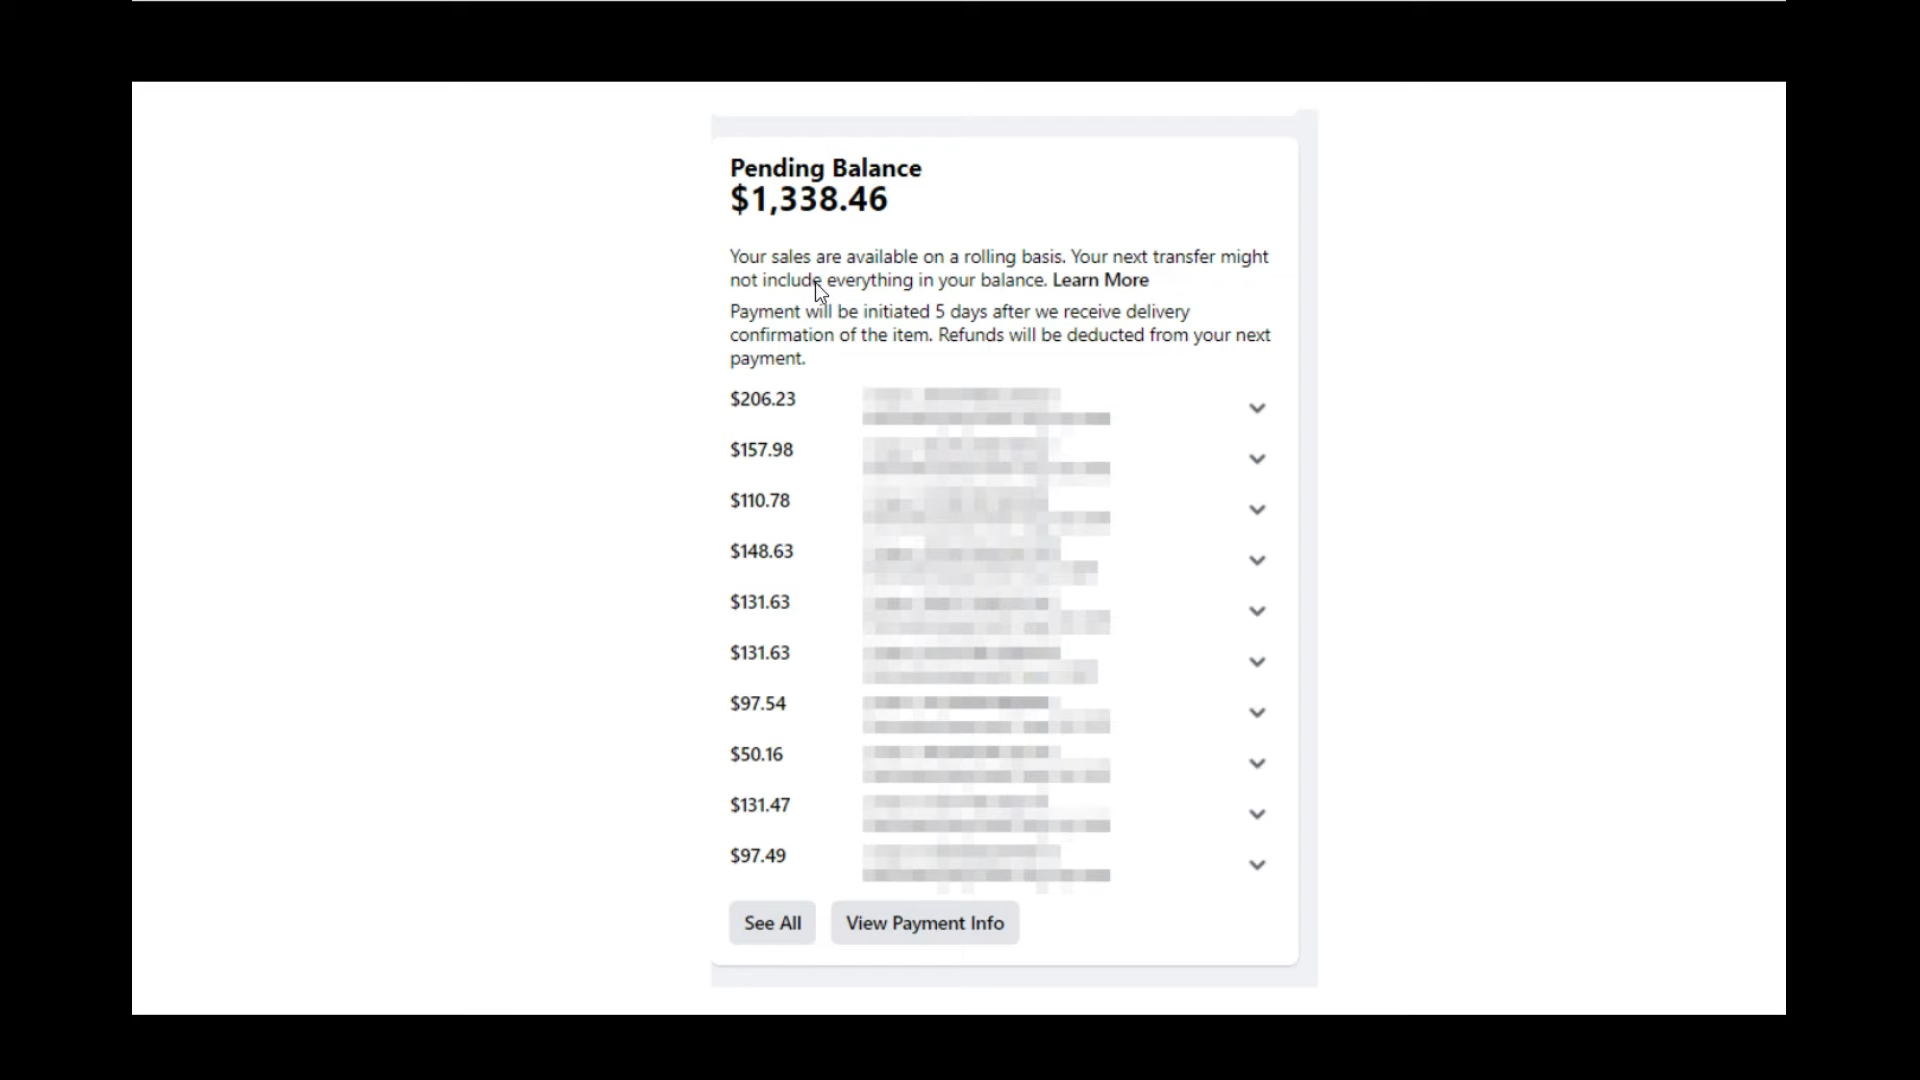 Pending Balance
$1,338.46
Your sales are available on a rolling basis. Your next transfer might
not include everything in your balance. Learn More
Payment will be initiated 5 days after we receive delivery
confirmation of the item. Refunds will be deducted from your next
payment.
$206.23
$157.98
$110.78
$148.63
$131.63
$131.63
$97.54
$50.16
$131.47
$97.49
See All View Payment Info